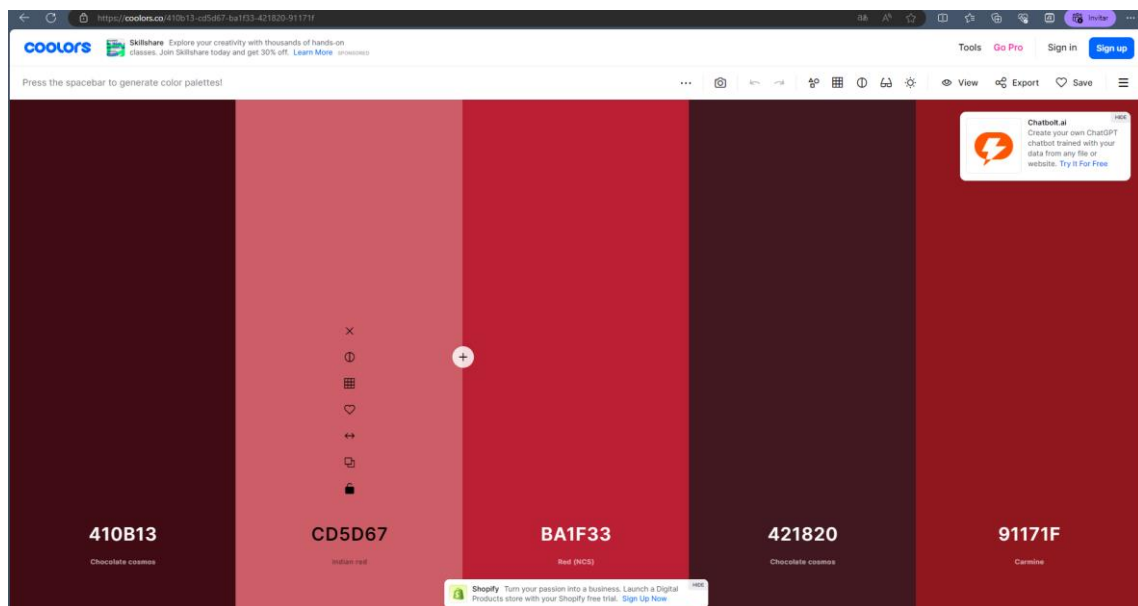 https://coolors.co/410b13-cd5d67-ba1f33-421820-91171f
Inviter
coolors
Skillshare Explore your creativity with thousands of hands-on
classes. Join Skillshare today and get 30% off. Learn More SPONSORED
Tools Go Pro Sign in Sign up
Press the spacebar to generate color palettes!
View Export Save
HIDE
Chatbolt.ai
Create your own ChatGPT
chatbot trained with your
data from any file or
website. Try It For Free
410B13 CD5D67 BA1F33 421820 91171F
Chocolate cosmos Indian red Red (NCS) Chocolate cosmos Carmine
Shopify Turn your passion into a business. Launch a Digital
Products store with your Shopify free trial. Sign Up Now
HIDE